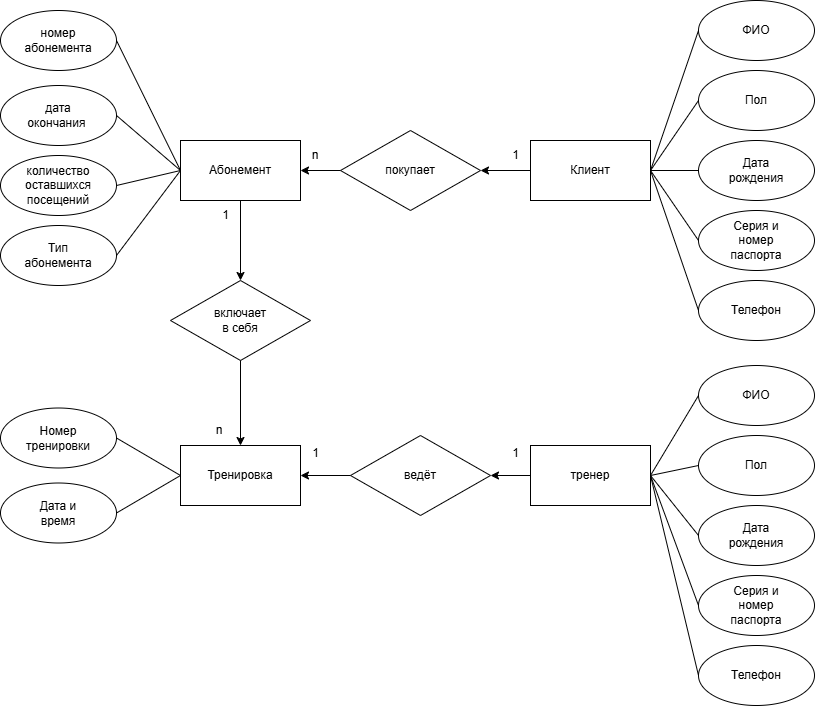 номер
абонемента
дата
окончания
количество
оставшихся
посещений
Тип
абонемента
Абонемент
n
покупает
1
Клиент
ФИО
Пол
Дата
рождения
Серия и
номер
паспорта
Телефон
1
включает
в себя
n
Номер
тренировки
Дата и
время
Тренировка
1
ведёт
1
тренер
ФИО
Пол
Дата
рождения
Серия и
номер
паспорта
Телефон